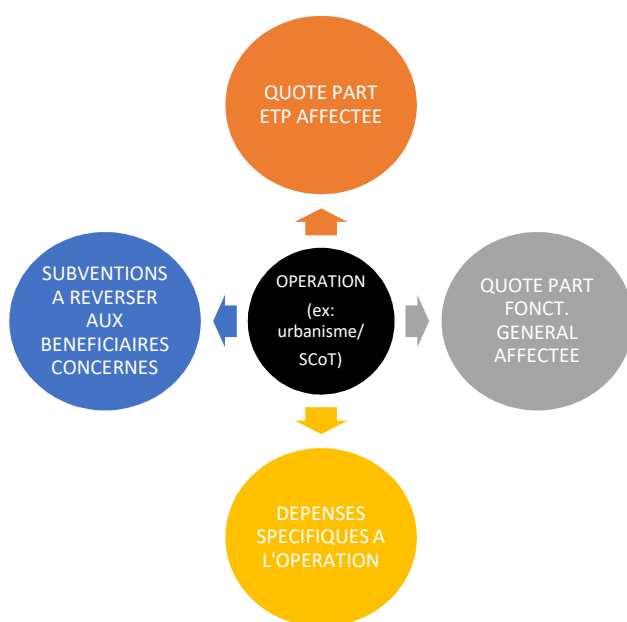 QUOTE PART
ETP AFFECTEE
SUBVENTIONS
A REVERSER
AUX
BENEFICIAIRES
CONCERNES
OPERATION
(ex:
urbanisme/
SCoT)
QUOTE PART
FONCT.
GENERAL
AFFECTEE
DEPENSES
SPECIFIQUES A
L'OPERATION